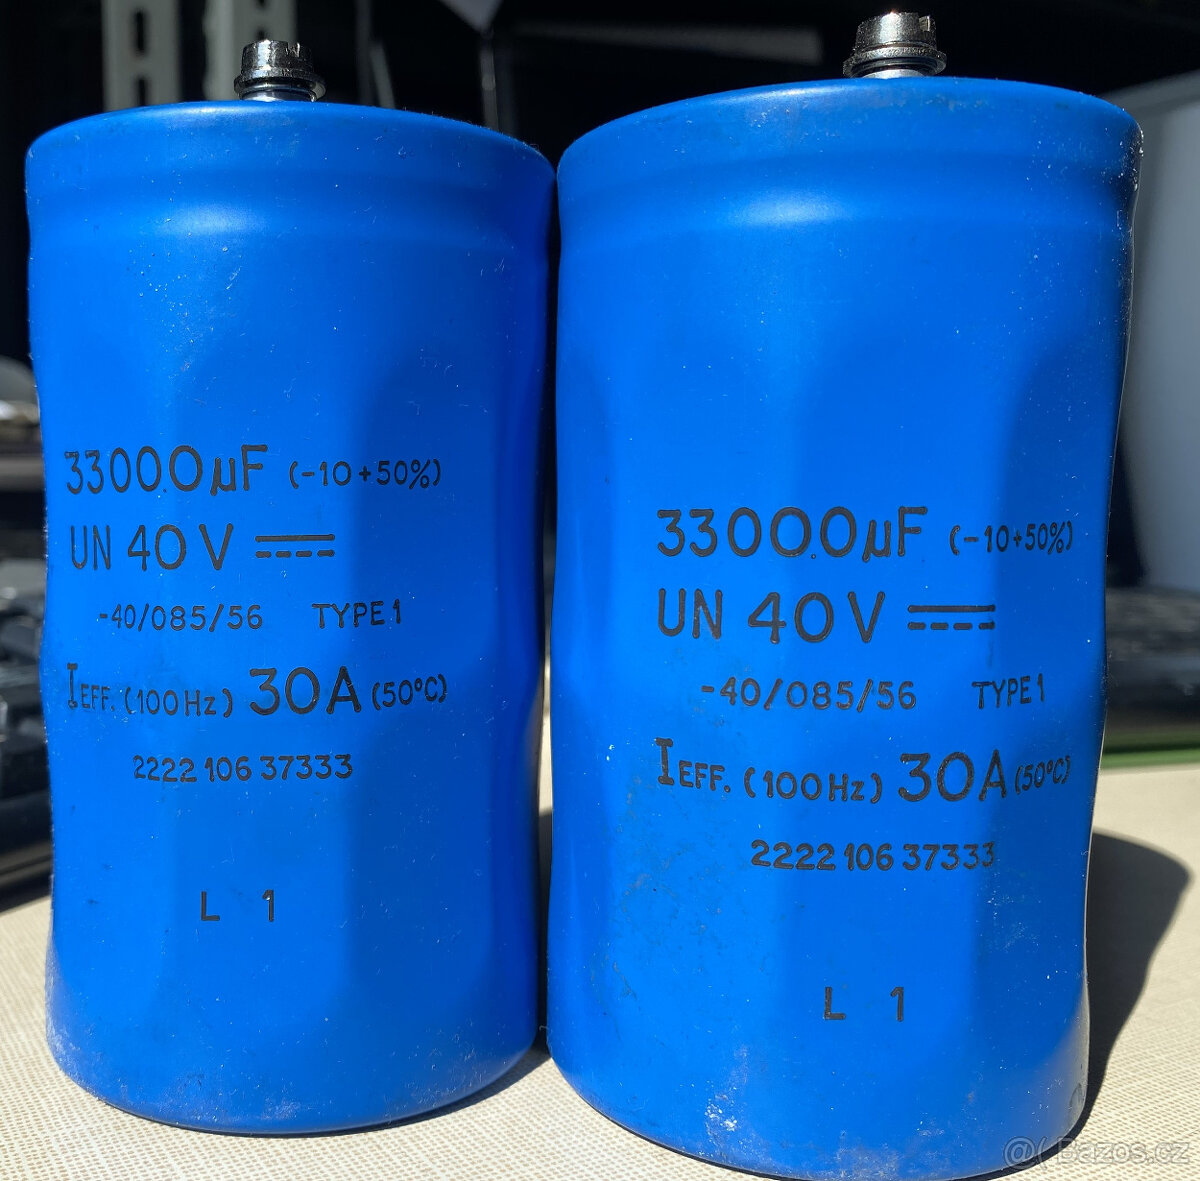 33000µF (-10+50%)
UN 40V
-40/085/56 TYPE 1
IEFF. (100Hz) 30A (50°C)
2222 106 37333
L 1
33000µF (-10+50%)
UN 40V
-40/085/56 TYPE 1
IEFF. (100Hz) 30A (50°C)
2222 106 37333
L 1
@( Bazos.cz